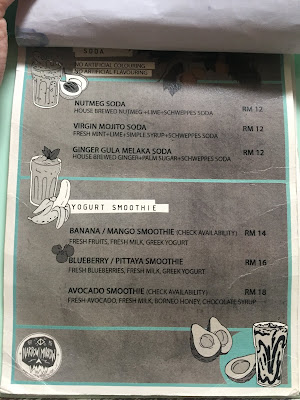 SODA
NO ARTIFICIAL COLOURING
NO ARTIFICIAL FLAVOURING
NUTMEG SODA RM 12
HOUSE BREWED NUTMEG+LIME+SCHWEPPES SODA
VIRGIN MOJITO SODA RM 12
FRESH MINT+LIME+SIMPLE SYRUP+SCHWEPPES SODA
GINGER GULA MELAKA SODA RM 12
HOUSE BREWED GINGER+PALM SUGAR+SCHWEPPES SODA
YOGURT SMOOTHIE
BANANA / MANGO SMOOTHIE (CHECK AVAILABILITY) RM 14
FRESH FRUITS, FRESH MILK, GREEK YOGURT
BLUEBERRY / PITTAYA SMOOTHIE RM 16
FRESH BLUEBERRIES, FRESH MILK, GREEK YOGURT
AVOCADO SMOOTHIE (CHECK AVAILABILITY) RM 18
FRESH AVOCADO, FRESH MILK, BORNEO HONEY, CHOCOLATE SYRUP
NARROW MARROW